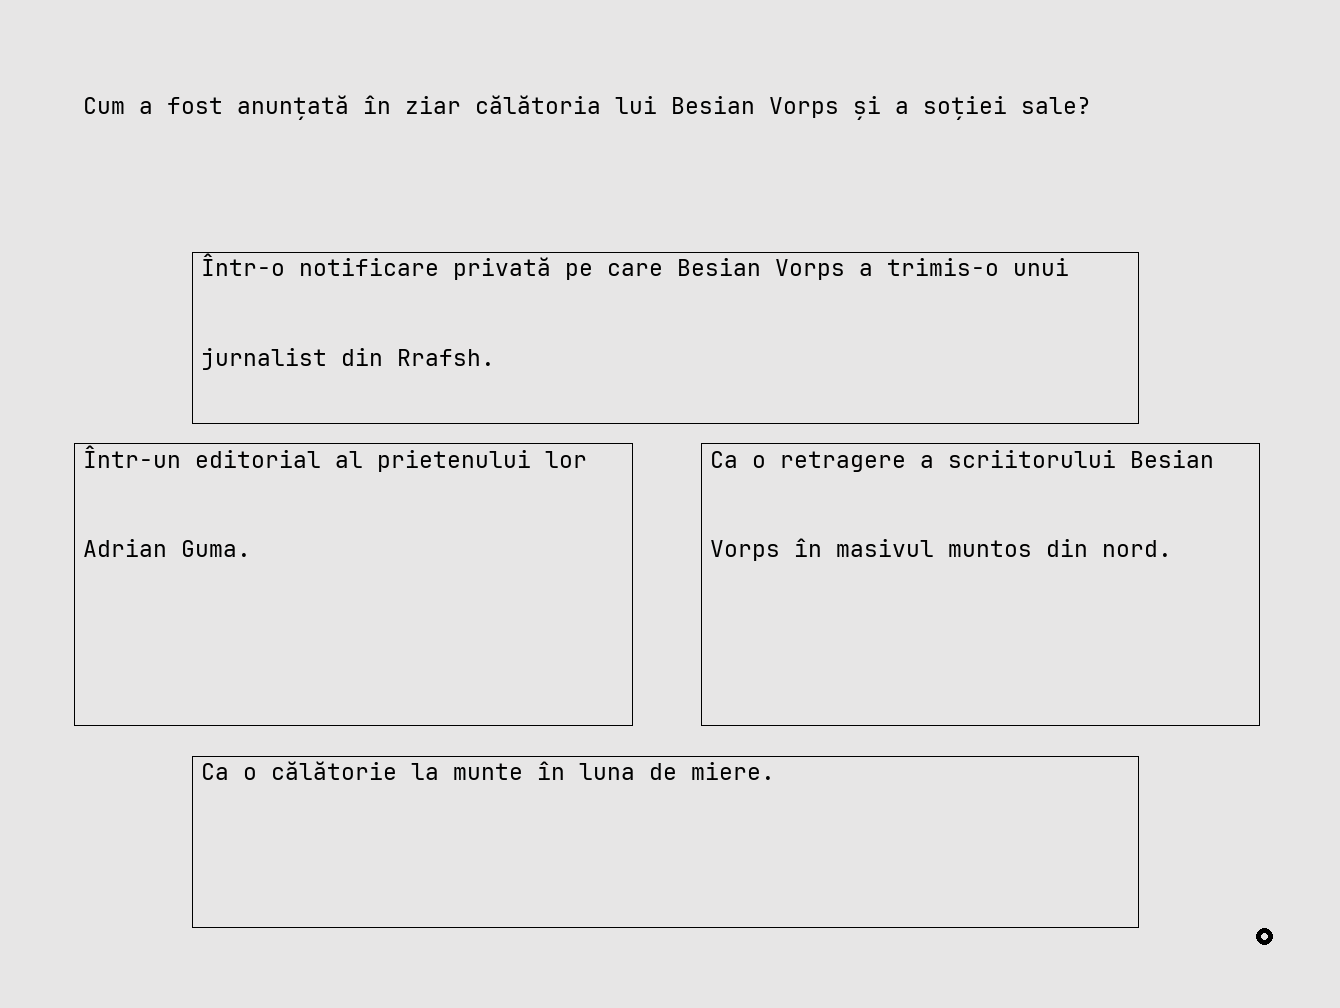 Cum a fost anunțată în ziar călătoria lui Besian Vorps și a soției sale?
Într-o notificare privată pe care Besian Vorps a trimis-o unui
jurnalist din Rrafsh.
Într-un editorial al prietenului lor
Adrian Guma.
Ca o retragere a scriitorului Besian
Vorps în masivul muntos din nord.
Ca o călătorie la munte în luna de miere.